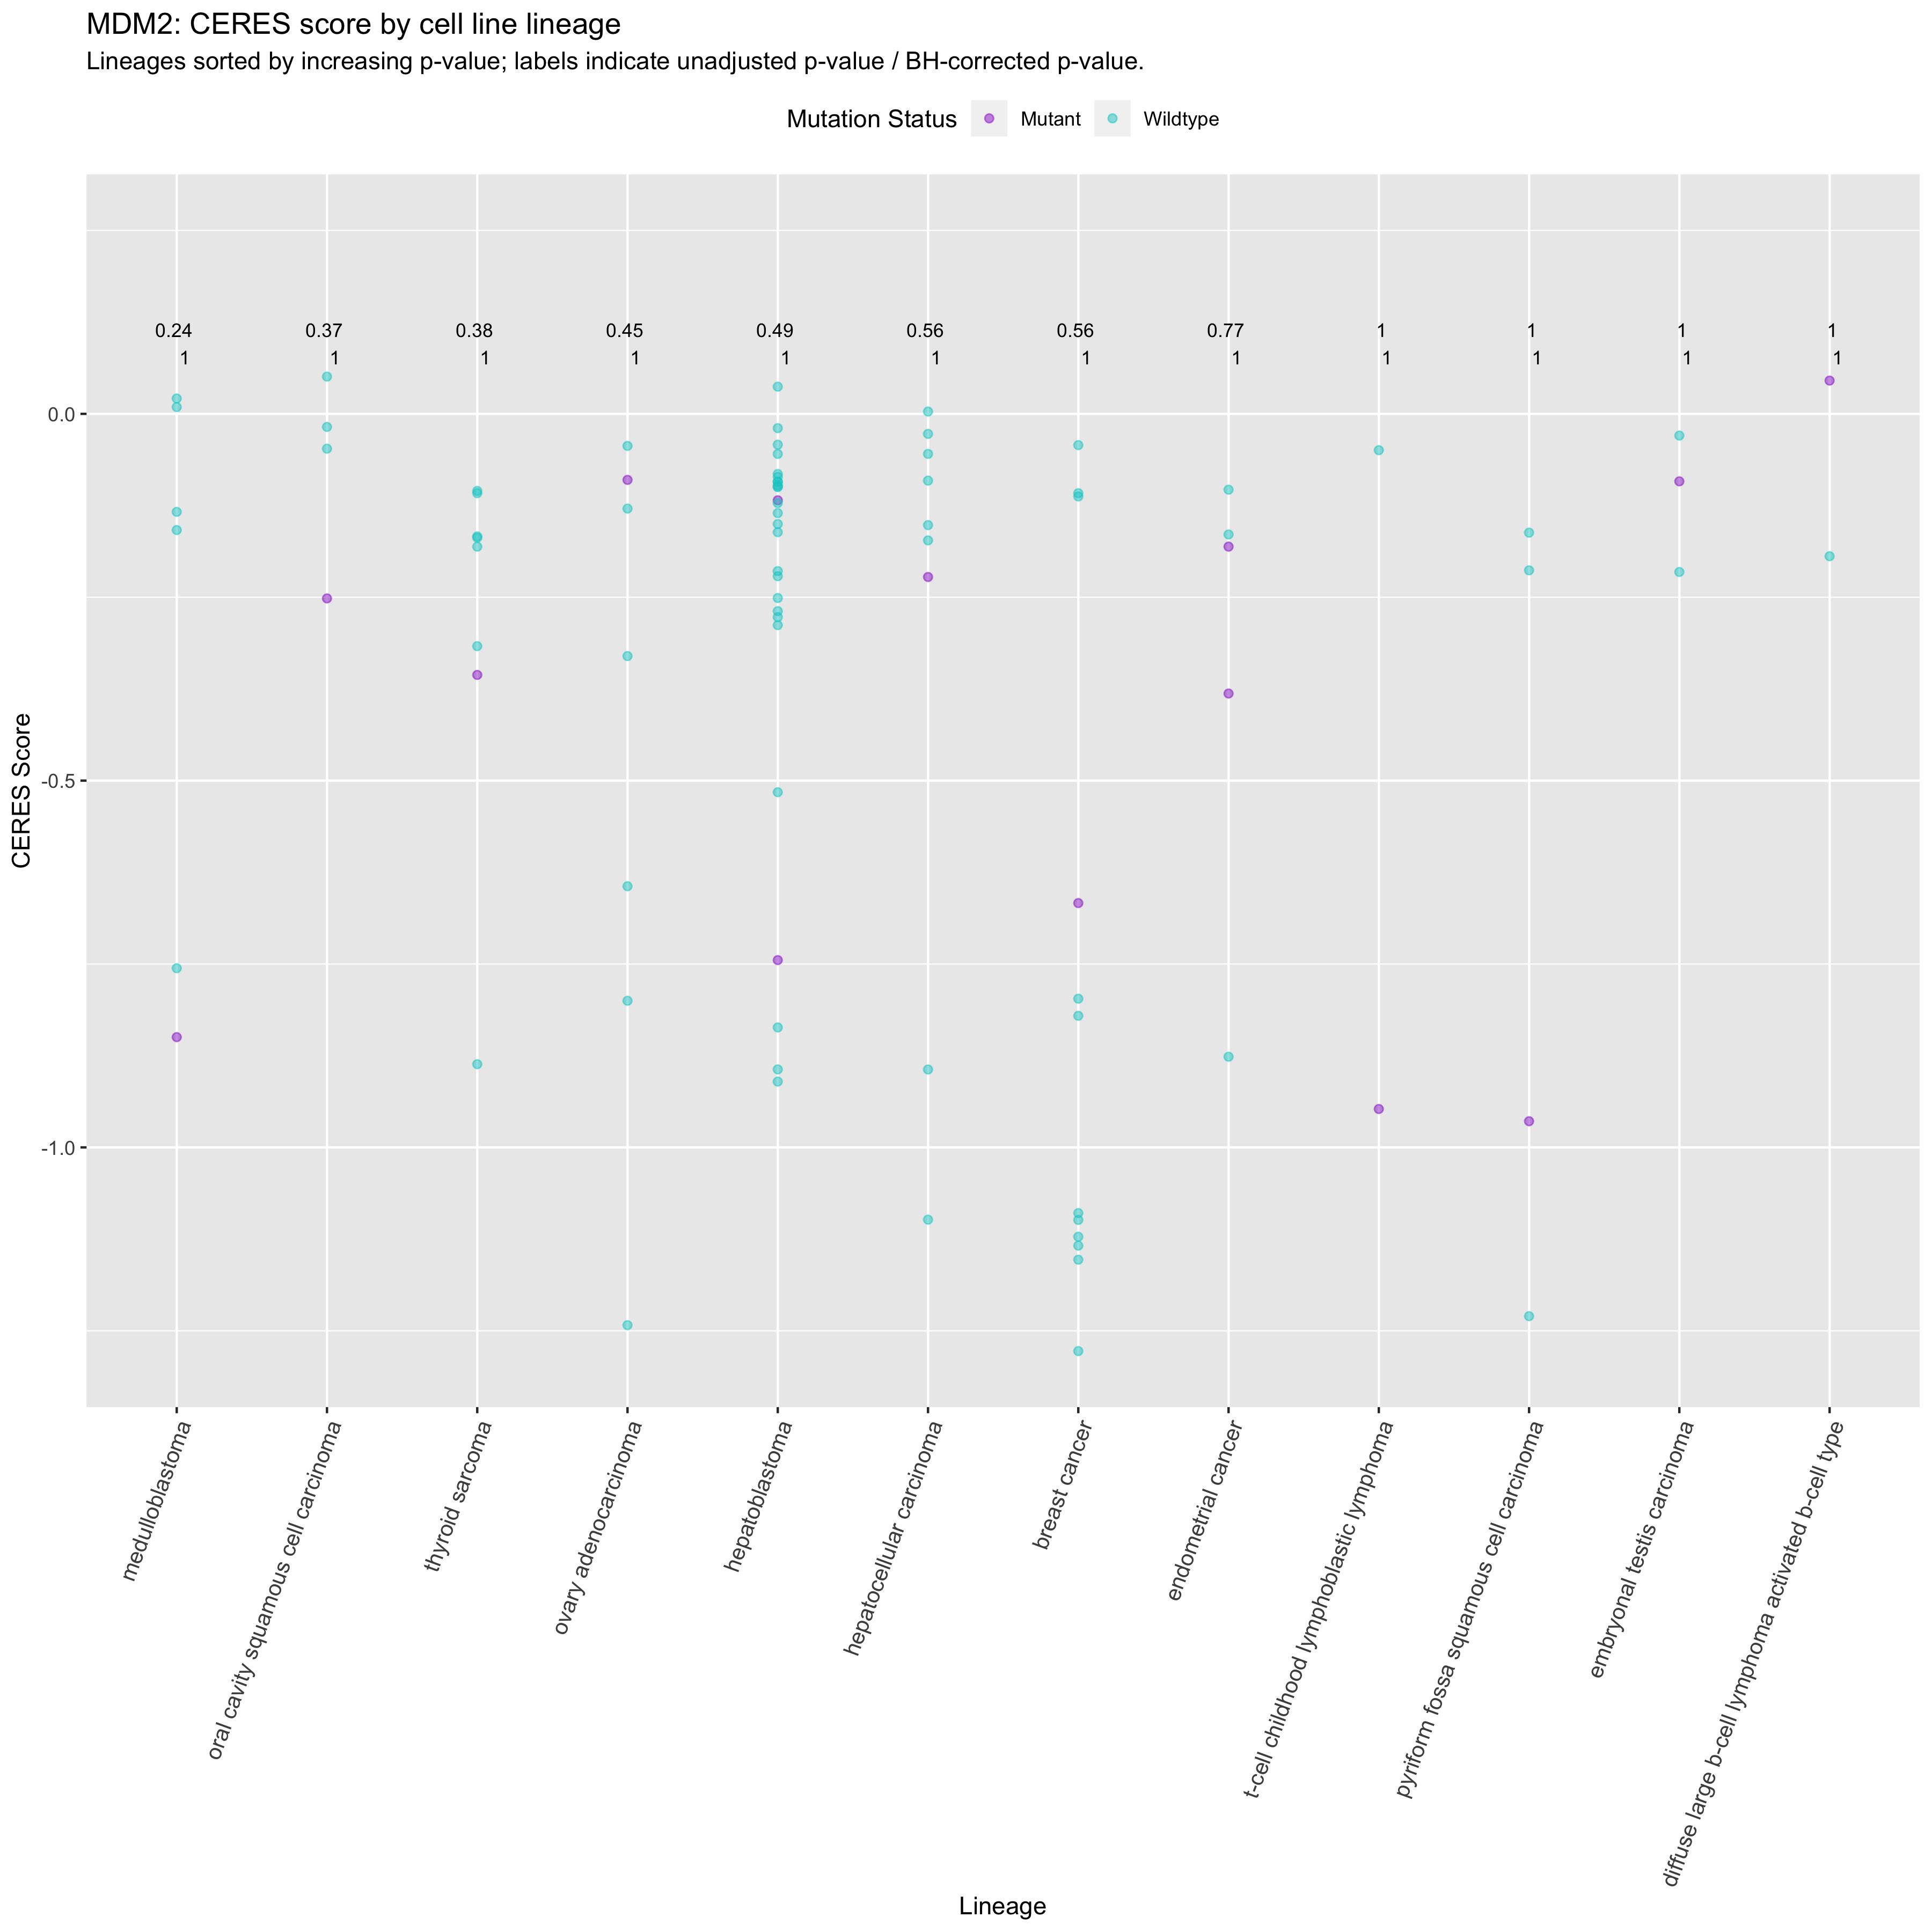 MDM2: CERES score by cell line lineage
Lineages sorted by increasing p-value; labels indicate unadjusted p-value / BH-corrected p-value.
Mutation Status Mutant Wildtype
0.24 0.37 0.38 0.45 0.49 0.56 0.56 0.77 1 1 1 1
1 1 1 1 1 1 1 1 1 1 1 1
0.0
-0.5
-1.0
CERES Score
medulloblastoma
oral cavity squamous cell carcinoma
thyroid sarcoma
ovary adenocarcinoma
hepatoblastoma
hepatocellular carcinoma
breast cancer
endometrial cancer
t-cell childhood lymphoblastic lymphoma
pyriform fossa squamous cell carcinoma
embryonal testis carcinoma
diffuse large b-cell lymphoma activated b-cell type
Lineage